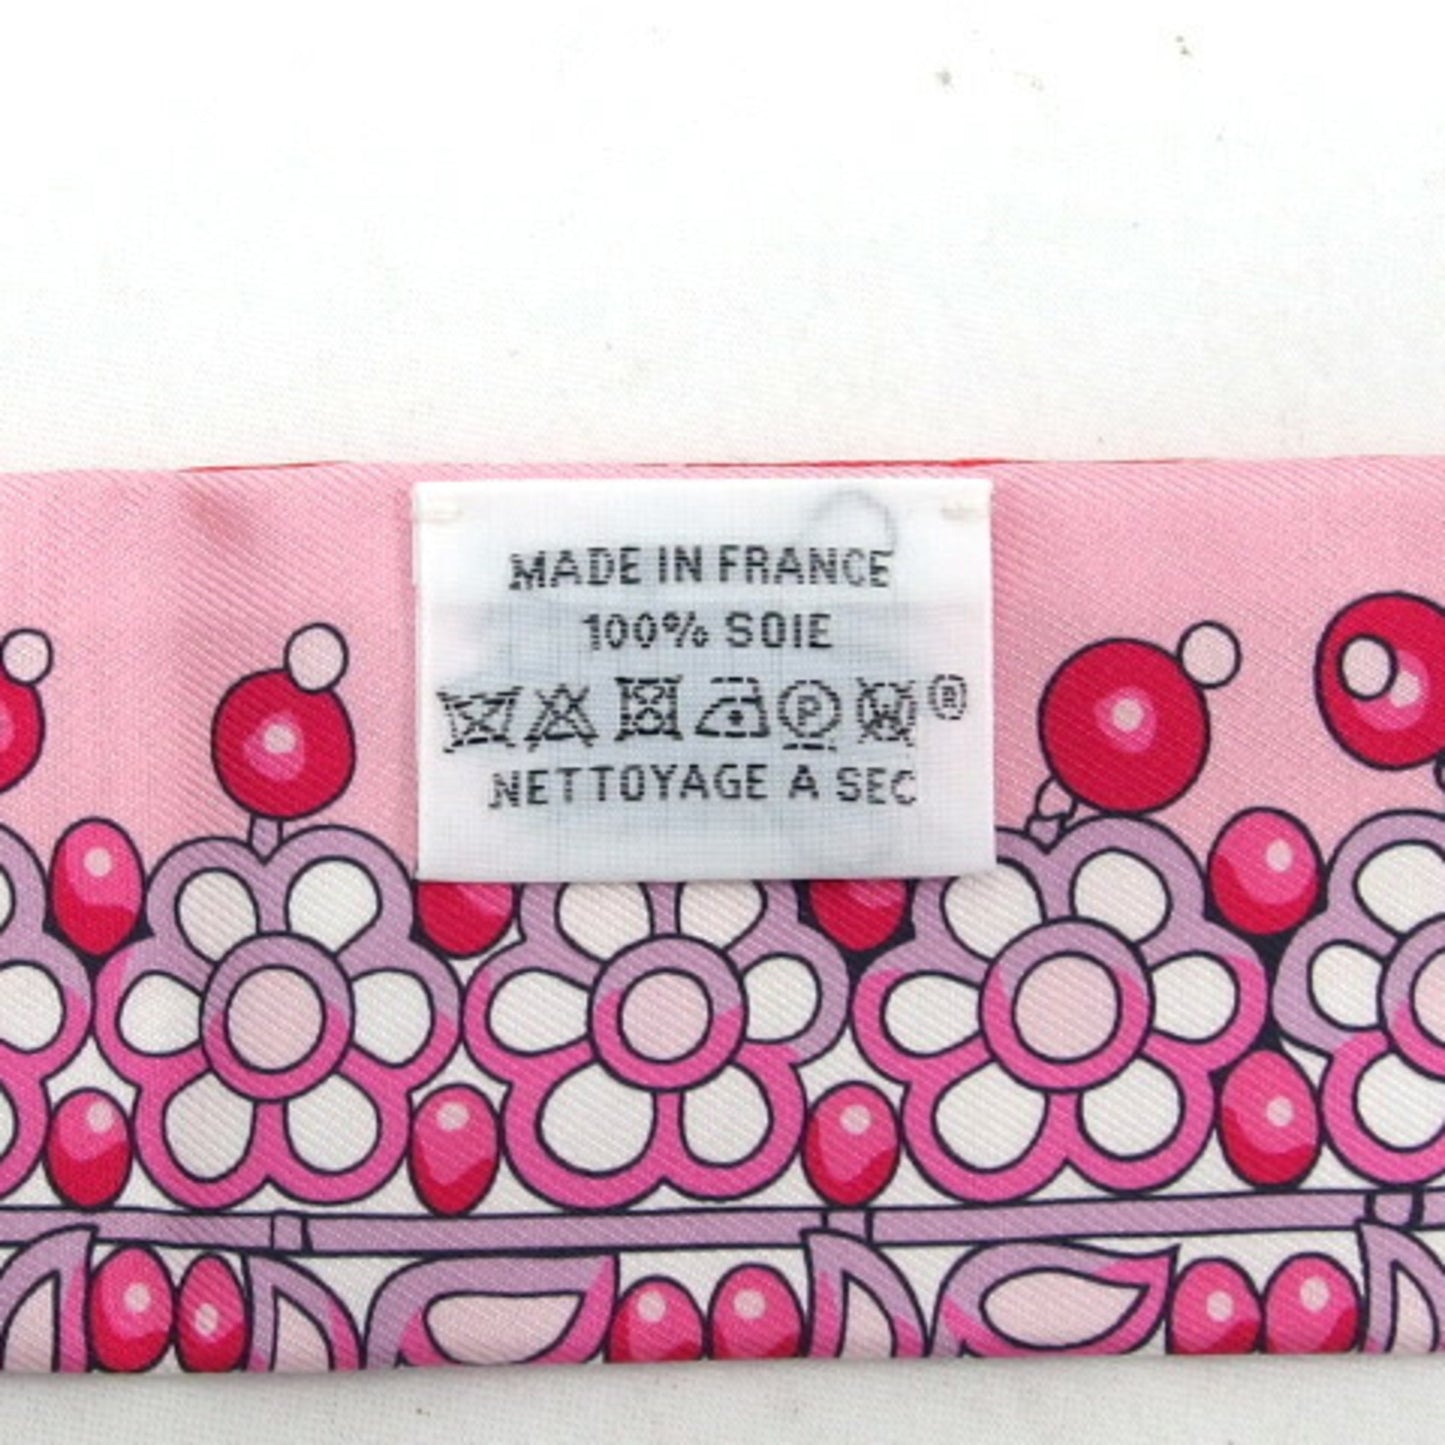 MADE IN FRANCE
100% SOIE
P W ®
NETTOYAGE A SEC